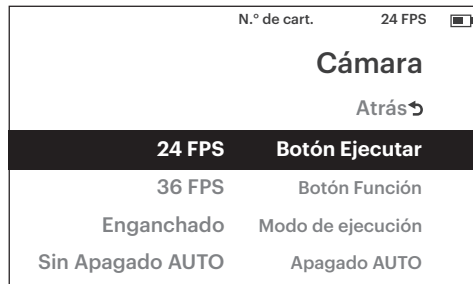 N.º de cart. 24 FPS
Cámara
Atrás
24 FPS Botón Ejecutar
36 FPS Botón Función
Enganchado Modo de ejecución
Sin Apagado AUTO Apagado AUTO